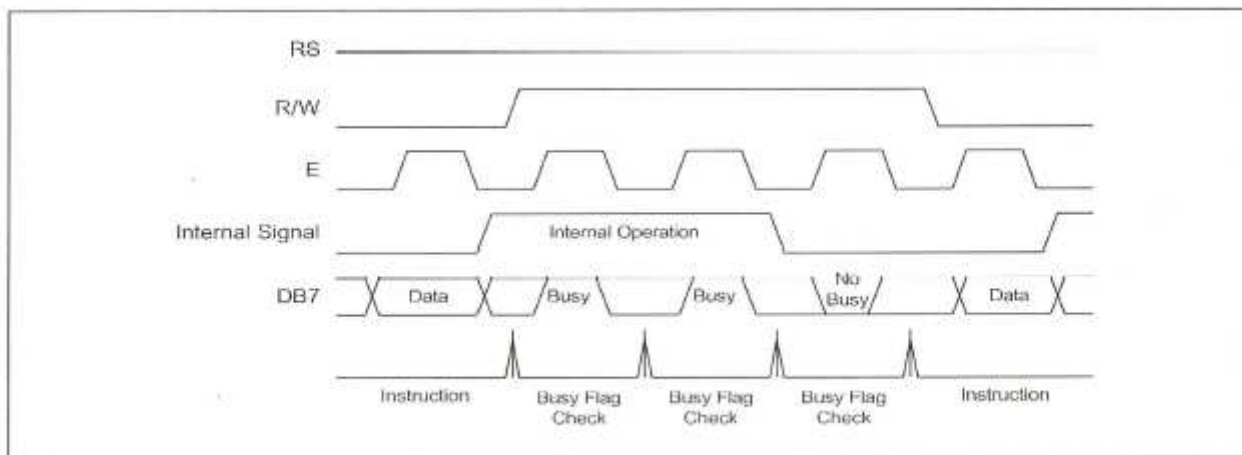 RS
R/W
E
Internal Signal
Internal Operation
DB7
Data
Busy
Busy
No
Busy
Data
Instruction
Busy Flag
Check
Busy Flag
Check
Busy Flag
Check
Instruction